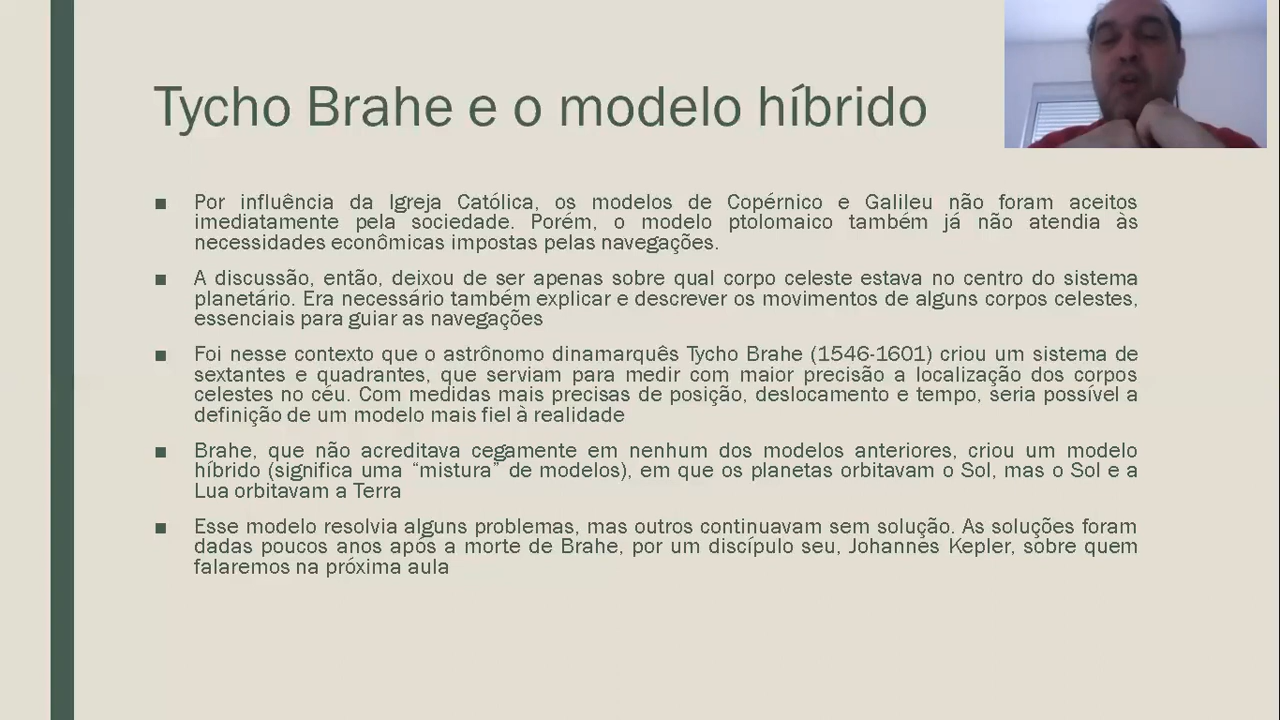 Tycho Brahe e o modelo híbrido
■ Por influência da Igreja Católica, os modelos de Copérnico e Galileu não foram aceitos
imediatamente pela sociedade. Porém, o modelo ptolomaico também já não atendia às
necessidades econômicas impostas pelas navegações.
■ A discussão, então, deixou de ser apenas sobre qual corpo celeste estava no centro do sistema
planetário. Era necessário também explicar e descrever os movimentos de alguns corpos celestes,
essenciais para guiar as navegações
■ Foi nesse contexto que o astrônomo dinamarquês Tycho Brahe (1546-1601) criou um sistema de
sextantes e quadrantes, que serviam para medir com maior precisão a localização dos corpos
celestes no céu. Com medidas mais precisas de posição, deslocamento e tempo, seria possível a
definição de um modelo mais fiel à realidade
■ Brahe, que não acreditava cegamente em nenhum dos modelos anteriores, criou um modelo
híbrido (significa uma “mistura” de modelos), em que os planetas orbitavam o Sol, mas o Sol e a
Lua orbitavam a Terra
■ Esse modelo resolvia alguns problemas, mas outros continuavam sem solução. As soluções foram
dadas poucos anos após a morte de Brahe, por um discípulo seu, Johannes Kepler, sobre quem
falaremos na próxima aula